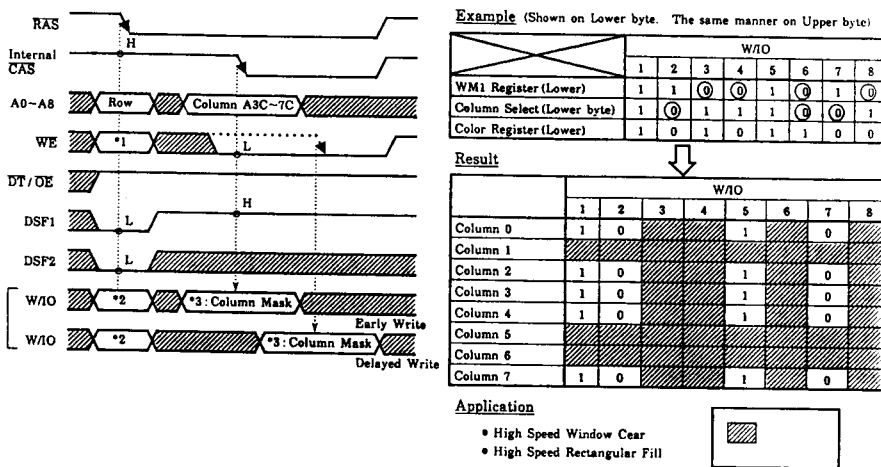 RAS
H
Internal
CAS
A0~A8 Row Column A3C~7C
WE *1 L
DT / OE
H
DSF1 L
DSF2 L
W/IO *2 *3 : Column Mask
Early Write
W/IO *2 *3 : Column Mask
Delayed Write
Example (Shown on Lower byte. The same manner on Upper byte)
W/IO
1 2 3 4 5 6 7 8
WM1 Register (Lower) 1 1 0 0 1 0 1 0
Column Select (Lower byte) 1 0 1 1 1 0 0 1
Color Register (Lower) 1 0 1 0 1 1 0 0
Result
W/IO
1 2 3 4 5 6 7 8
Column 0 1 0 1 0
Column 1
Column 2 1 0 1 0
Column 3 1 0 1 0
Column 4 1 0 1 0
Column 5
Column 6
Column 7 1 0 1 0
Application
• High Speed Window Cear
• High Speed Rectangular Fill